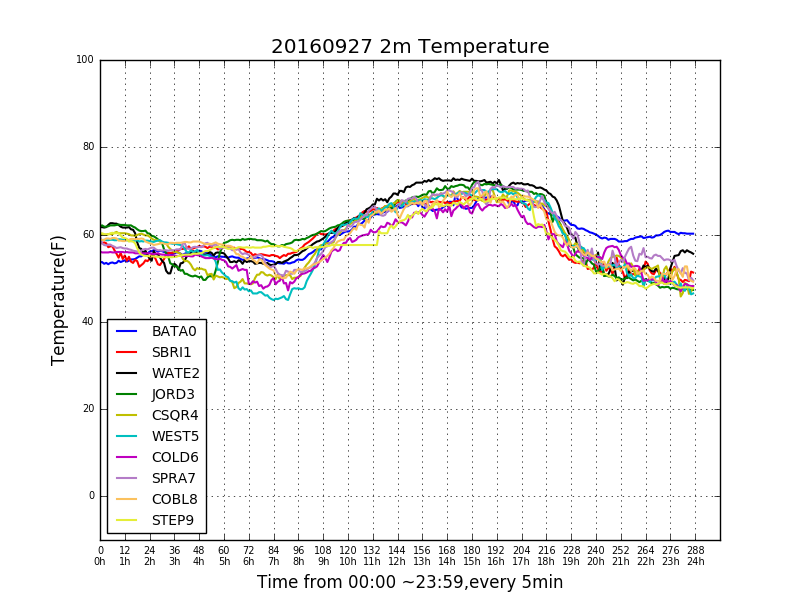 20160927 2m Temperature
100
80
60
40
20
0
Temperature(F)
BATA0
SBRI1
WATE2
JORD3
CSQR4
WEST5
COLD6
SPRA7
COBL8
STEP9
0 12 24 36 48 60 72 84 96 108 120 132 144 156 168 180 192 204 216 228 240 252 264 276 288
0h 1h 2h 3h 4h 5h 6h 7h 8h 9h 10h 11h 12h 13h 14h 15h 16h 17h 18h 19h 20h 21h 22h 23h 24h
Time from 00:00 ~23:59,every 5min